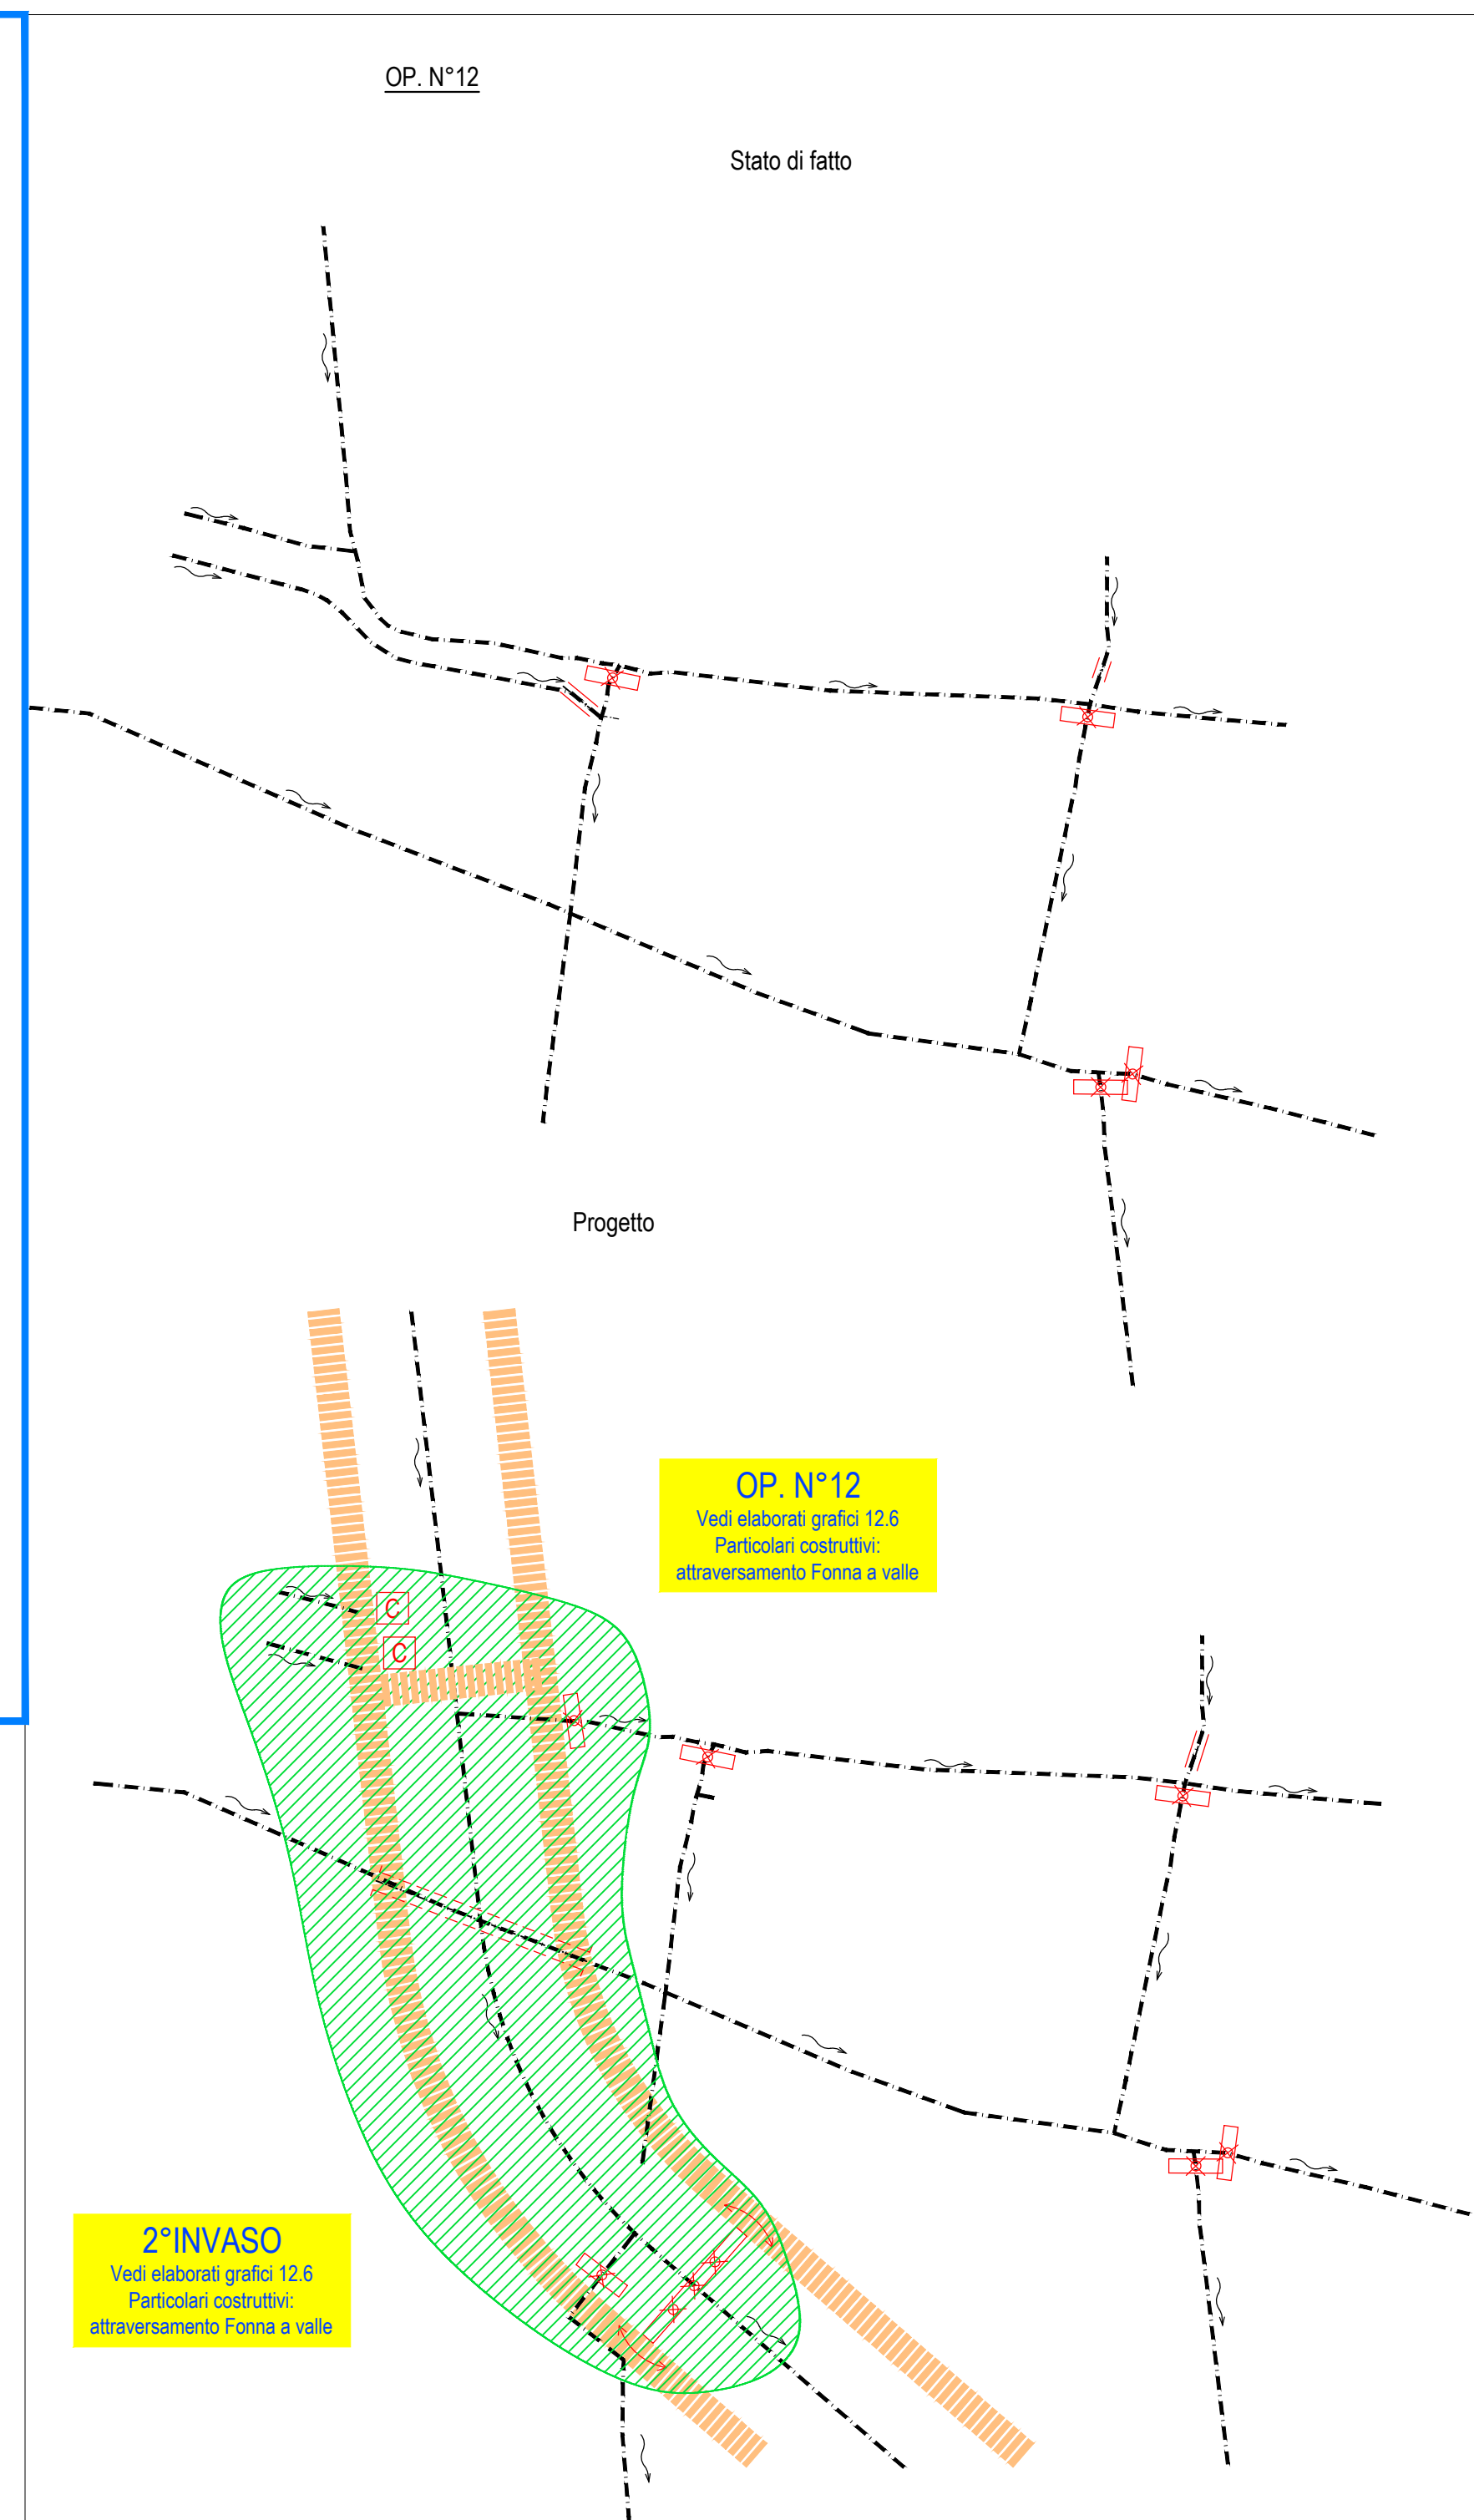 OP. N°12
Stato di fatto
Progetto
OP. N°12
Vedi elaborati grafici 12.6
Particolari costruttivi:
attraversamento Fonna a valle
C
C
2°INVASO
Vedi elaborati grafici 12.6
Particolari costruttivi:
attraversamento Fonna a valle